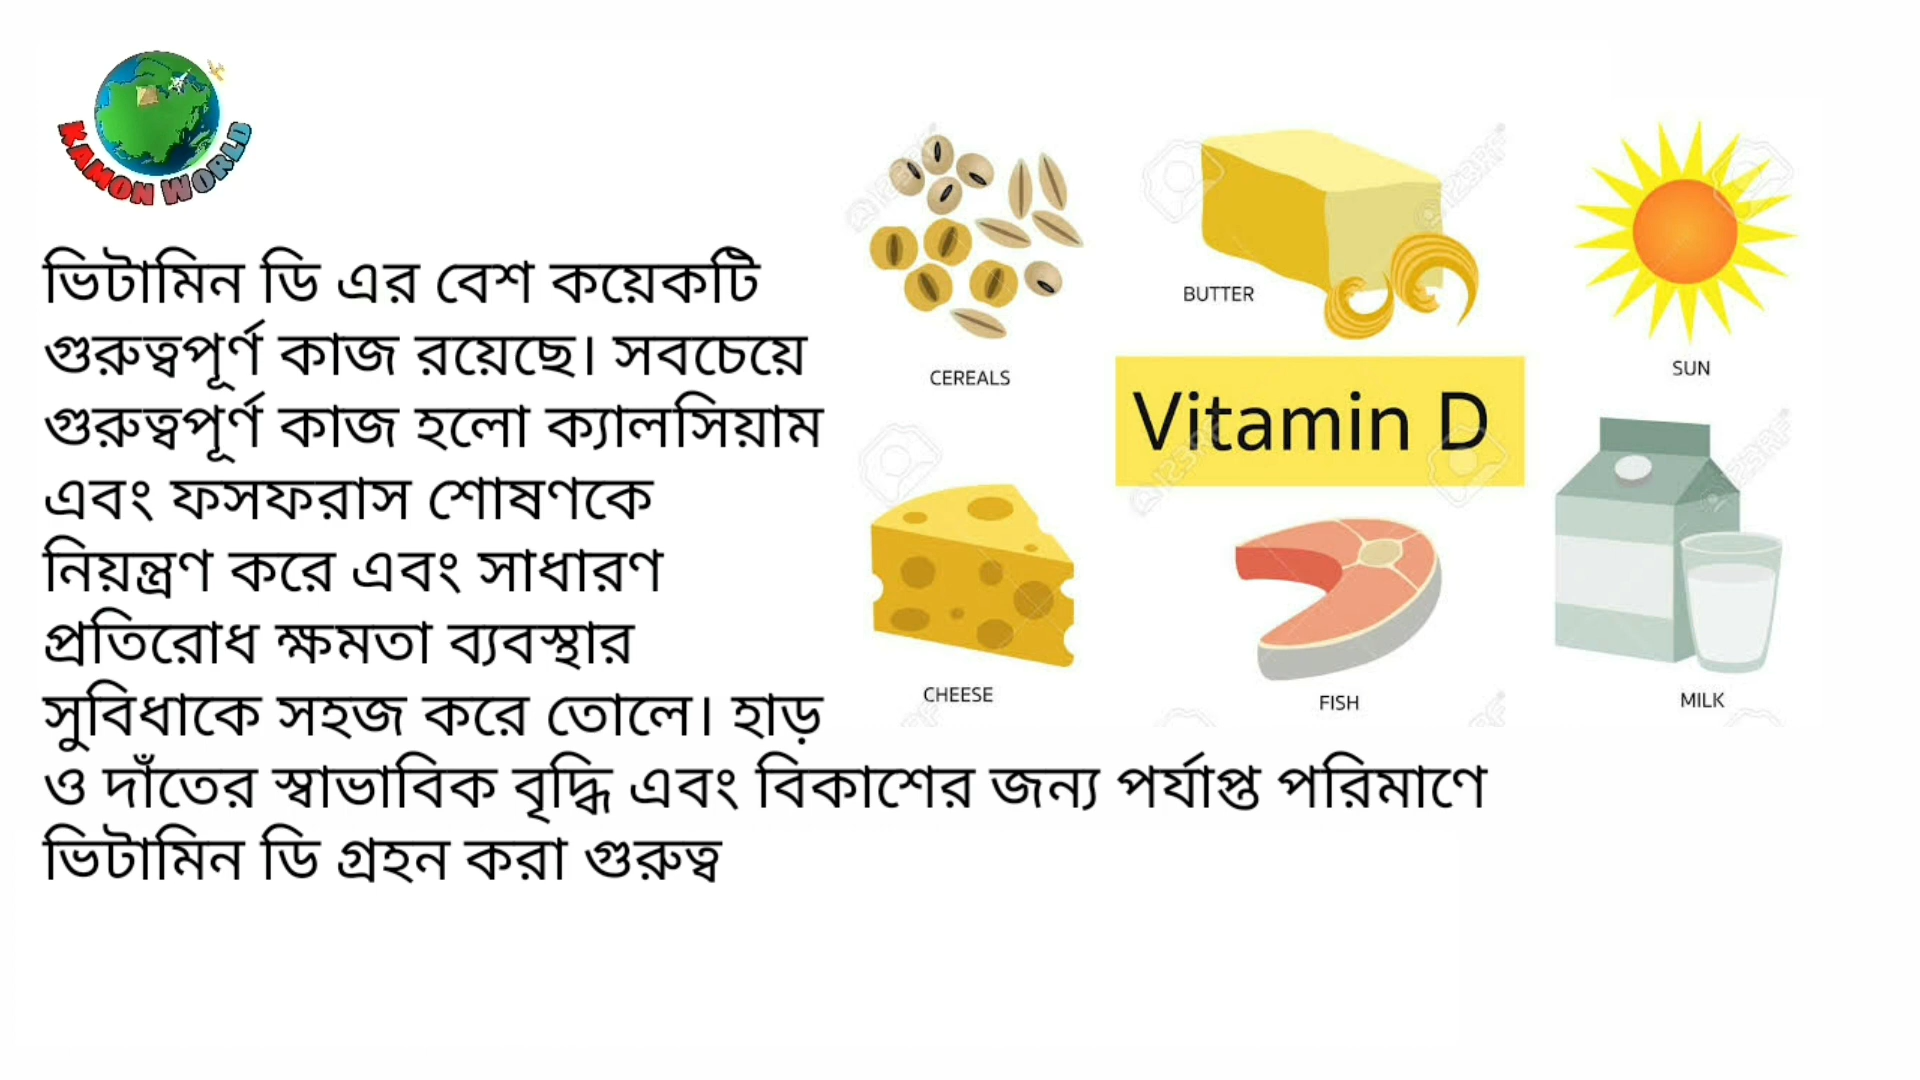 KAMON WORLD
ভিটামিন ডি এর বেশ কয়েকটি
গুরুত্বপূর্ণ কাজ রয়েছে। সবচেয়ে
গুরুত্বপূর্ণ কাজ হলো ক্যালসিয়াম
এবং ফসফরাস শোষণকে
নিয়ন্ত্রণ করে এবং সাধারণ
প্রতিরোধ ক্ষমতা ব্যবস্থার
সুবিধাকে সহজ করে তোলে। হাড়
ও দাঁতের স্বাভাবিক বৃদ্ধি এবং বিকাশের জন্য পর্যাপ্ত পরিমাণে
ভিটামিন ডি গ্রহন করা গুরুত্ব
CEREALS
BUTTER
SUN
Vitamin D
CHEESE
FISH
MILK